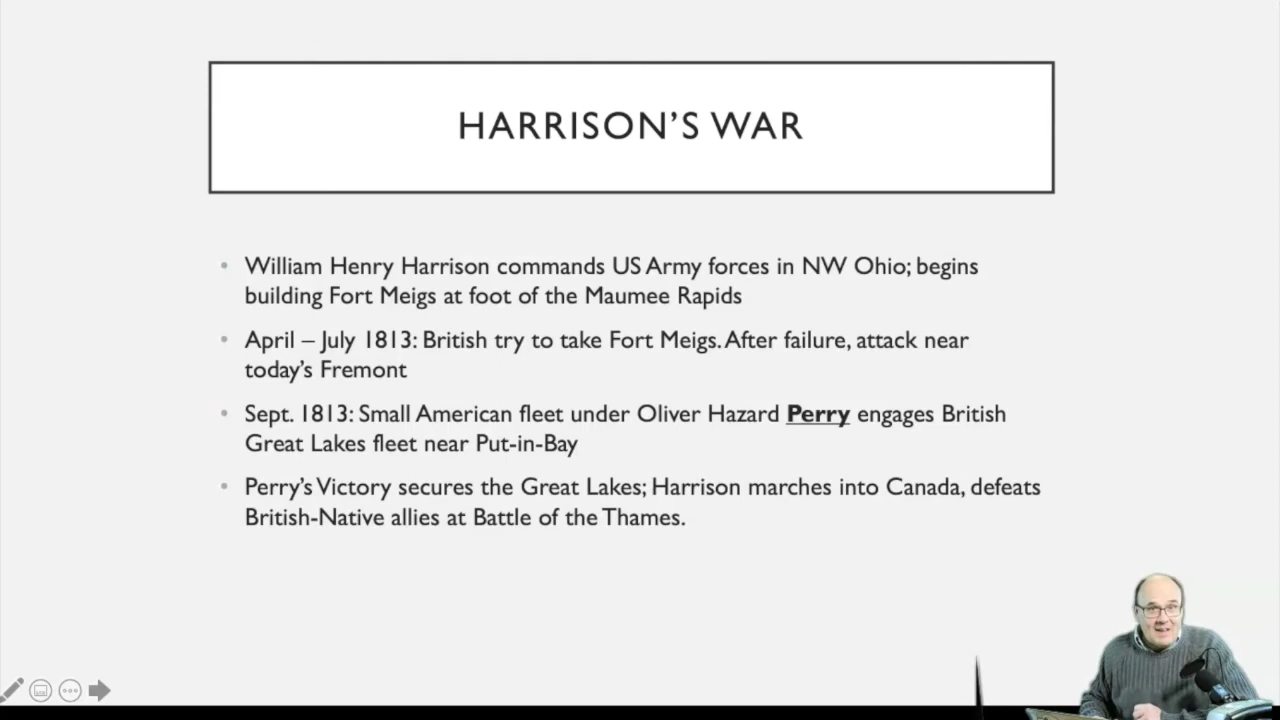 HARRISON'S WAR
• William Henry Harrison commands US Army forces in NW Ohio; begins
building Fort Meigs at foot of the Maumee Rapids
• April – July 1813: British try to take Fort Meigs. After failure, attack near
today's Fremont
• Sept. 1813: Small American fleet under Oliver Hazard Perry engages British
Great Lakes fleet near Put-in-Bay
• Perry's Victory secures the Great Lakes; Harrison marches into Canada, defeats
British-Native allies at Battle of the Thames.